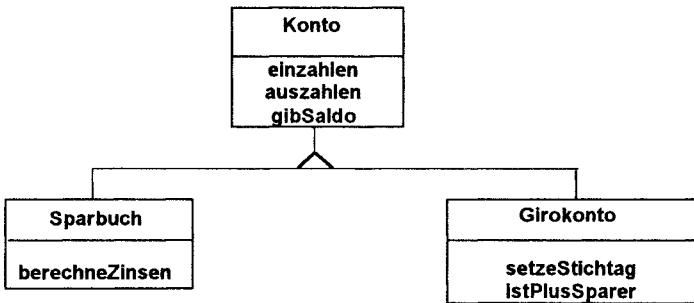 Konto
einzahlen
auszahlen
gibSaldo
Sparbuch
berechneZinsen
Girokonto
setzeStichtag
istPlusSparer